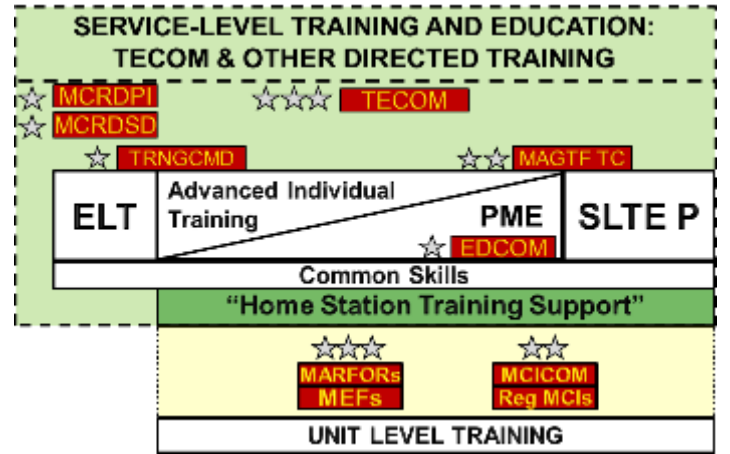 SERVICE-LEVEL TRAINING AND EDUCATION:
TECOM & OTHER DIRECTED TRAINING
MCRDPI
TECOM
MCRDSD
TRNGCMD
MAGTF TC
ELT
Advanced Individual
Training
PME
SLTE P
EDCOM
Common Skills
“Home Station Training Support”
MARFORs
MCICOM
MEFs
Reg MCIs
UNIT LEVEL TRAINING